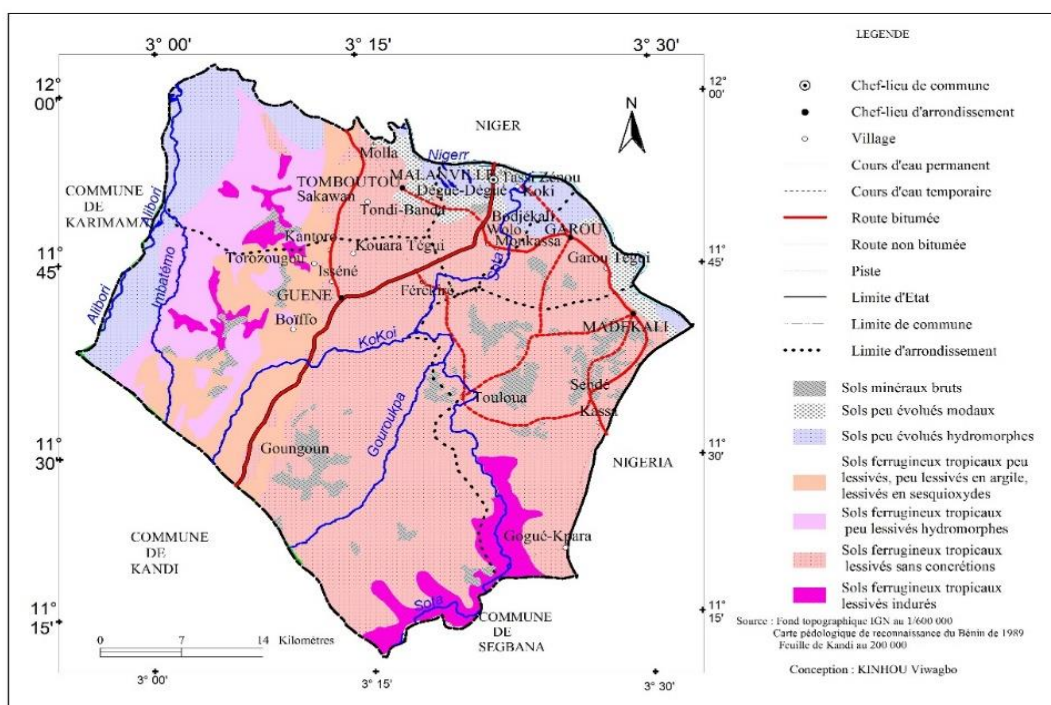 3° 00'
3° 15'
3° 30'
12°
00'
12°
00'
NIGER
N
COMMUNE
DE
KARIMAMA
Molla
Nigerr
TOMBOUTOU
MALANVILLE
Tassi Zénou
Sakawan
Dégué-Dégué
Koki
Tondi-Banda
Bodjékali
Alibori
Wolo
GAROU
Kantoro
Monkassa
Kouara Tégui
Garou Tégui
11°
45'
11°
45'
Torozougou
Isséné
Sota
Imbatémo
Alibori
GUENE
Férékiré
Boïffo
MADEKALI
KoKoi
Sendé
Touloua
Kassa
Gouroukpa
Goungoun
11°
30'
11°
30'
NIGERIA
COMMUNE
DE
KANDI
Gogué-Kpara
Sota
11°
15'
11°
15'
COMMUNE
DE
SEGBANA
0 7 14 Kilomètres
3° 00'
3° 15'
3° 30'
LEGENDE
Chef-lieu de commune
Chef-lieu d'arrondissement
Village
Cours d'eau permanent
Cours d'eau temporaire
Route bitumée
Route non bitumée
Piste
Limite d'Etat
Limite de commune
Limite d'arrondissement
Sols minéraux bruts
Sols peu évolués modaux
Sols peu évolués hydromorphes
Sols ferrugineux tropicaux peu
lessivés, peu lessivés en argile,
lessivés en sesquioxydes
Sols ferrugineux tropicaux
peu lessivés hydromorphes
Sols ferrugineux tropicaux
lessivés sans concrétions
Sols ferrugineux tropicaux
lessivés indurés
Source : Fond topographique IGN au 1/600 000
Carte pédologique de reconnaissance du Bénin de 1989
Feuille de Kandi au 200 000
Conception : KINHOU Viwagbo